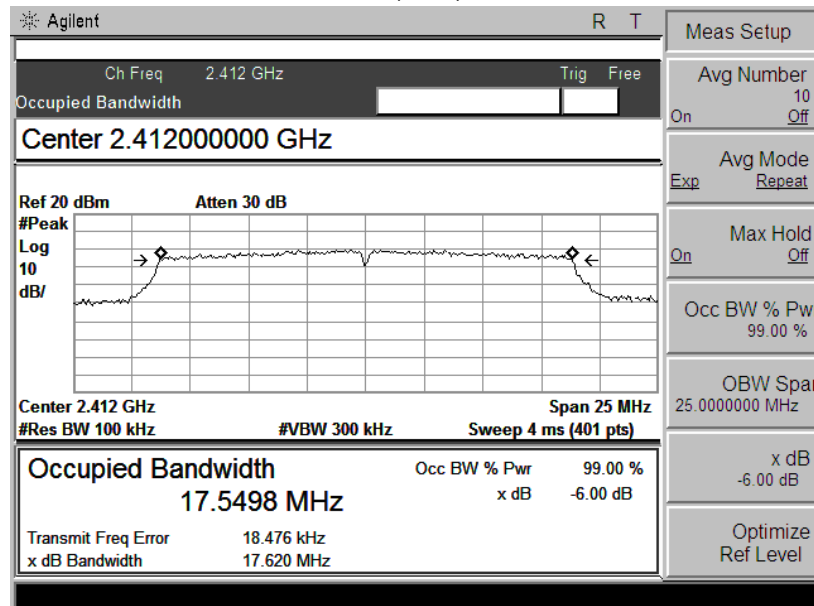 Agilent R T
Ch Freq 2.412 GHz Trig Free
Occupied Bandwidth
Center 2.412000000 GHz
Ref 20 dBm Atten 30 dB
#Peak
Log
10
dB/
Center 2.412 GHz Span 25 MHz
#Res BW 100 kHz #VBW 300 kHz Sweep 4 ms (401 pts)
Occupied Bandwidth Occ BW % Pwr 99.00 %
17.5498 MHz x dB -6.00 dB
Transmit Freq Error 18.476 kHz
x dB Bandwidth 17.620 MHz
Meas Setup
Avg Number
10
On Off
Avg Mode
Exp Repeat
Max Hold
On Off
Occ BW % Pw
99.00 %
OBW Spa
25.0000000 MHz
x dB
-6.00 dB
Optimize
Ref Level